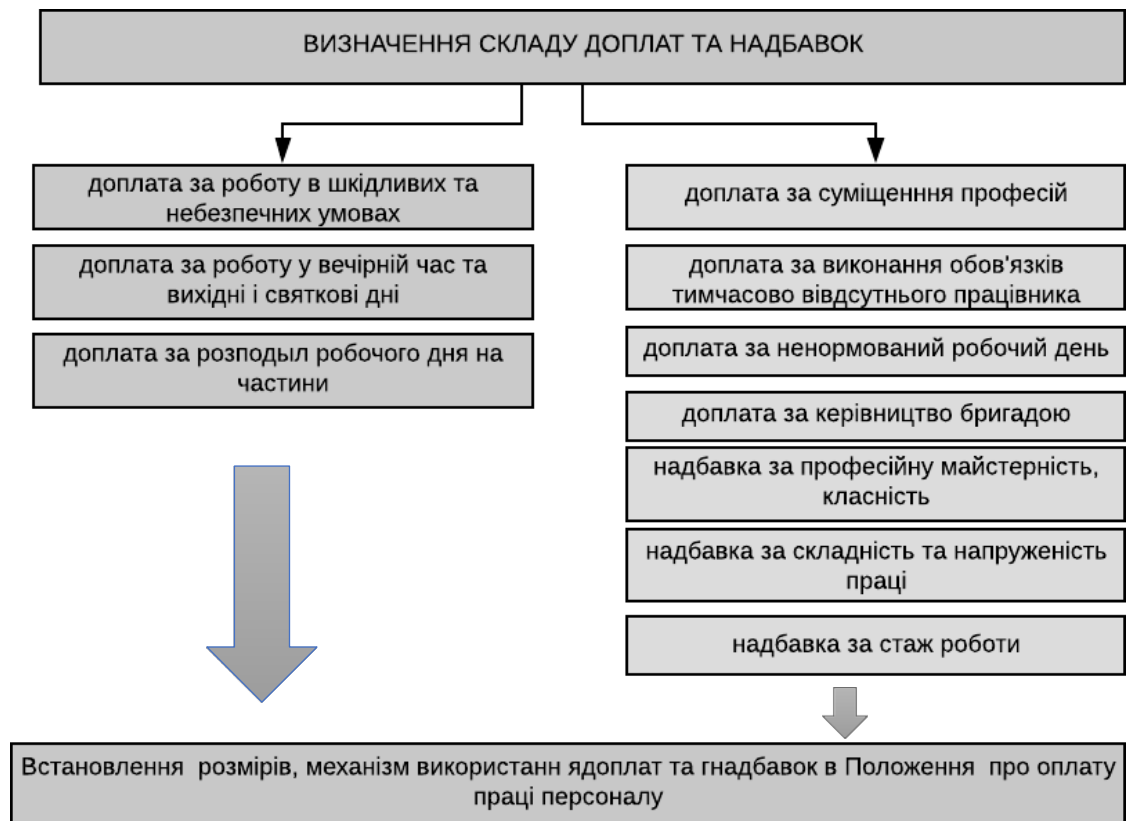 ВИЗНАЧЕННЯ СКЛАДУ ДОПЛАТ ТА НАДБАВОК
доплата за роботу в шкідливих та
небезпечних умовах
доплата за роботу у вечірній час та
вихідні і святкові дні
доплата за розподыл робочого дня на
частини
доплата за суміщенння професій
доплата за виконання обов'язків
тимчасово вівдсутнього працівника
доплата за ненормований робочий день
доплата за керівництво бригадою
надбавка за професійну майстерність,
класність
надбавка за складність та напруженість
праці
надбавка за стаж роботи
Встановлення розмірів, механізм використанн ядоплат та гнадбавок в Положення про оплату
праці персоналу